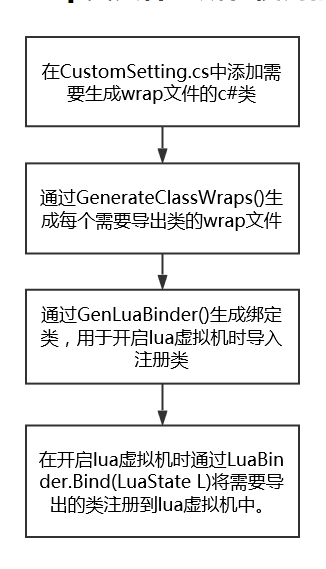 在CustomSetting.cs中添加需
要生成wrap文件的c#类
通过GenerateClassWraps()生
成每个需要导出类的wrap文件
通过GenLuaBinder()生成绑定
类，用于开启lua虚拟机时导入
注册类
在开启lua虚拟机时通过LuaBin
der.Bind(LuaState L)将需要导
出的类注册到lua虚拟机中。